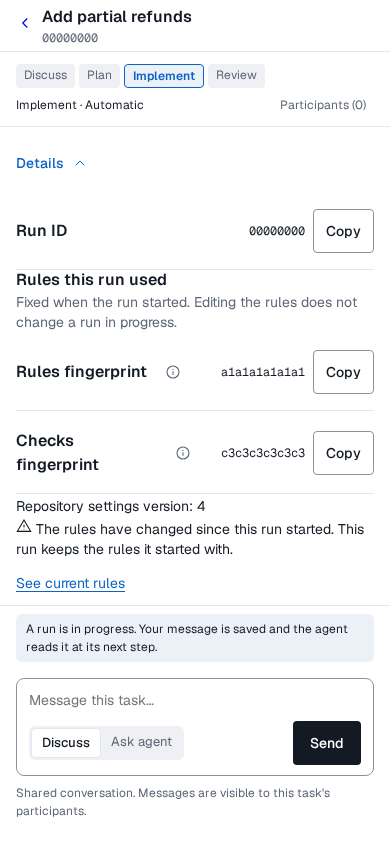 Add partial refunds
00000000
Discuss
Plan
Implement
Review
Implement · Automatic
Participants (0)
Details
Run ID
00000000
Copy
Rules this run used
Fixed when the run started. Editing the rules does not
change a run in progress.
Rules fingerprint
a1a1a1a1a1a1
Copy
Checks
fingerprint
c3c3c3c3c3c3
Copy
Repository settings version: 4
The rules have changed since this run started. This
run keeps the rules it started with.
See current rules
A run is in progress. Your message is saved and the agent
reads it at its next step.
Message this task...
Discuss
Ask agent
Send
Shared conversation. Messages are visible to this task's
participants.